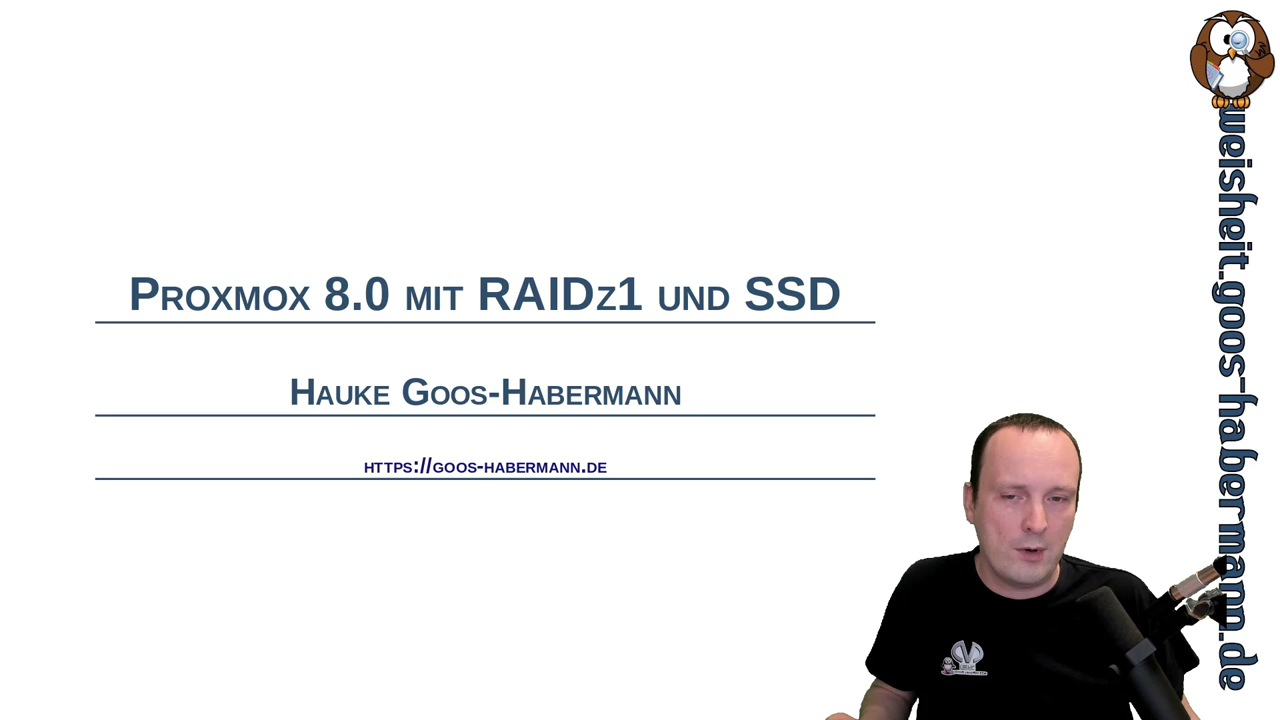 Proxmox 8.0 mit RAIDz1 und SSD
Hauke Goos-Habermann
https://goos-habermann.de
weisheit.goos-habermann.de